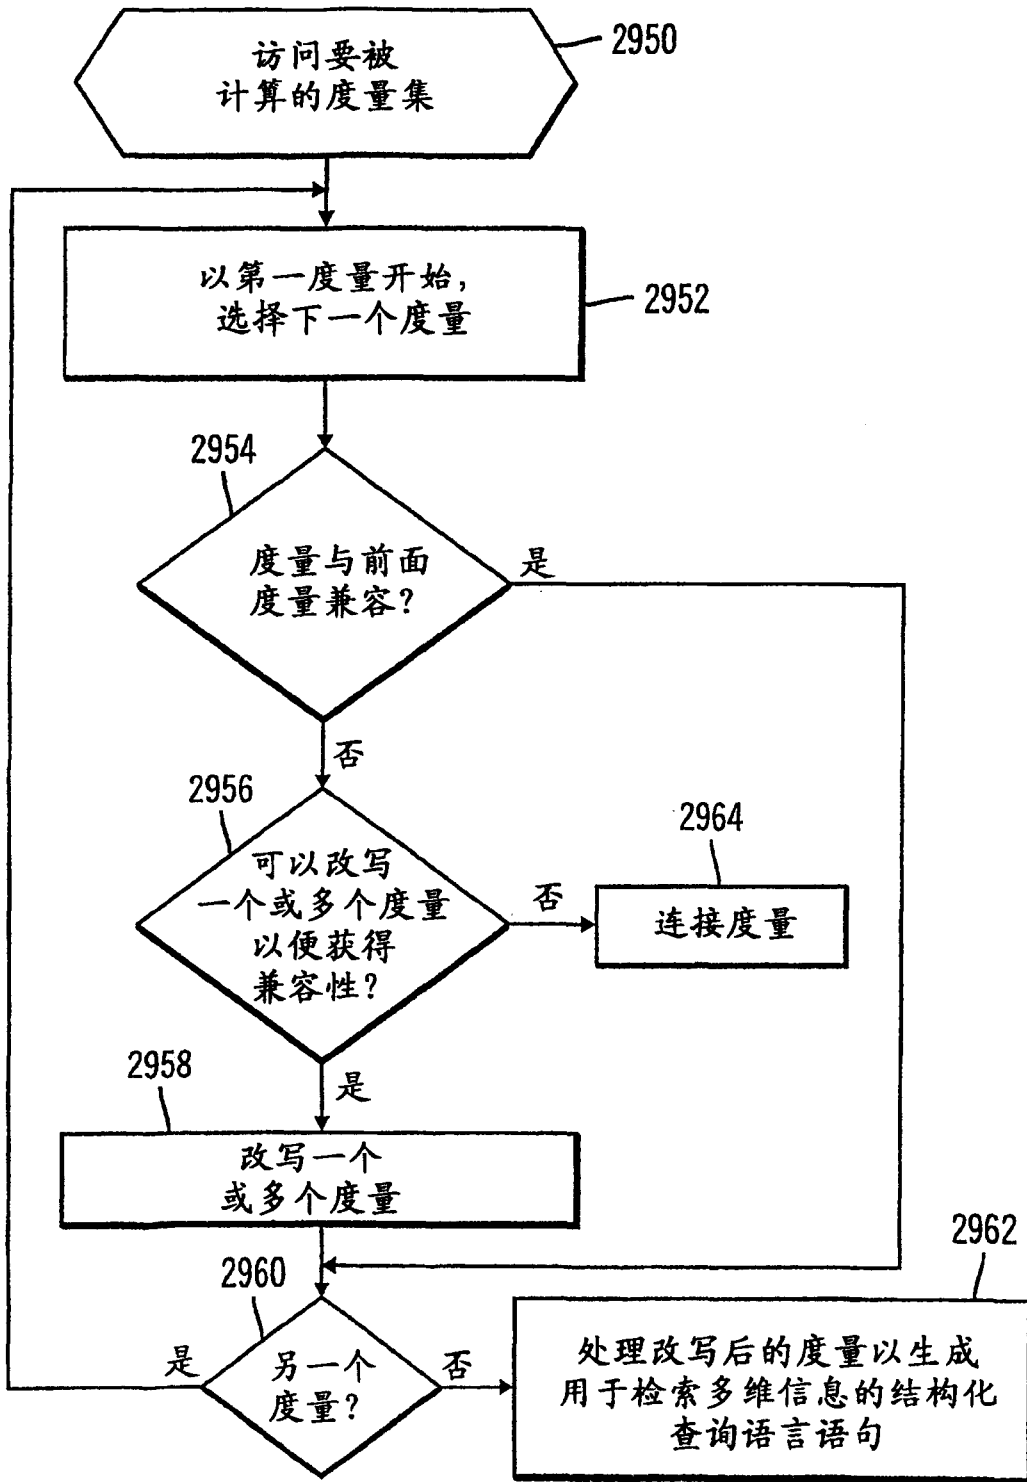 访问要被
计算的度量集
2950
以第一度量开始,
选择下一个度量
2952
2954
度量与前面
度量兼容?
是
否
2956
可以改写
一个或多个度量
以便获得
兼容性?
否
2964
连接度量
是
2958
改写一个
或多个度量
2960
另一个
度量?
是
否
2962
处理改写后的度量以生成
用于检索多维信息的结构化
查询语言语句